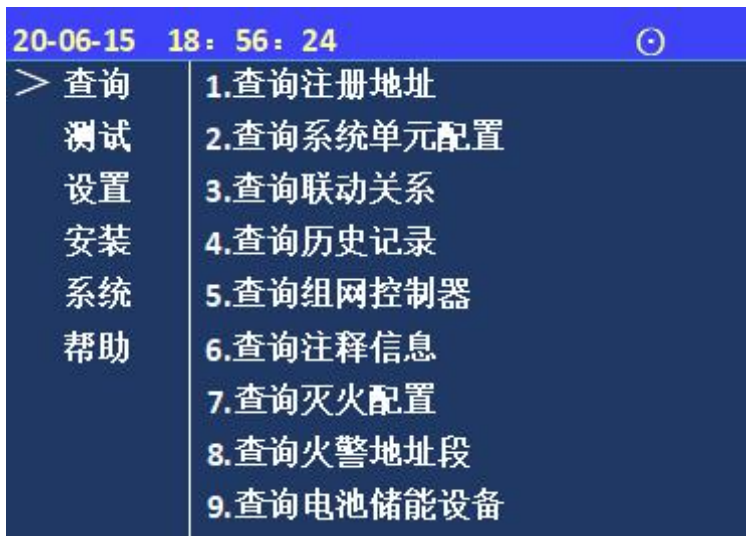 20-06-15 18：56：24
＞ 查询 1.查询注册地址
测试 2.查询系统单元配置
设置 3.查询联动关系
安装 4.查询历史记录
系统 5.查询组网控制器
帮助 6.查询注释信息
7.查询灭火配置
8.查询火警地址段
9.查询电池储能设备